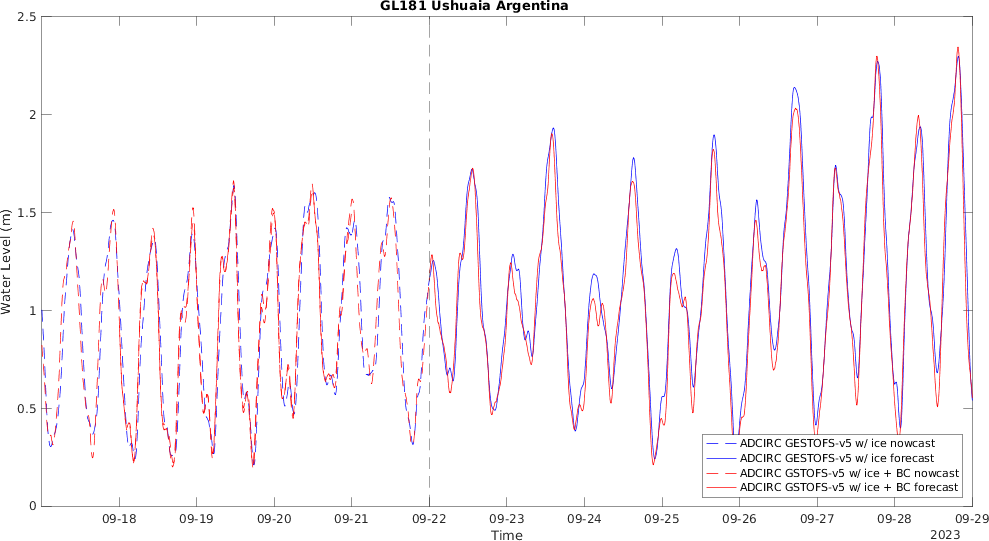 GL181 Ushuaia Argentina
2.5
2
1.5
1
0.5
0
Water Level (m)
09-18 09-19 09-20 09-21 09-22 09-23 09-24 09-25 09-26 09-27 09-28 09-29
Time
2023
ADCIRC GESTOFS-v5 w/ ice nowcast
ADCIRC GESTOFS-v5 w/ ice forecast
ADCIRC GSTOFS-v5 w/ ice + BC nowcast
ADCIRC GSTOFS-v5 w/ ice + BC forecast